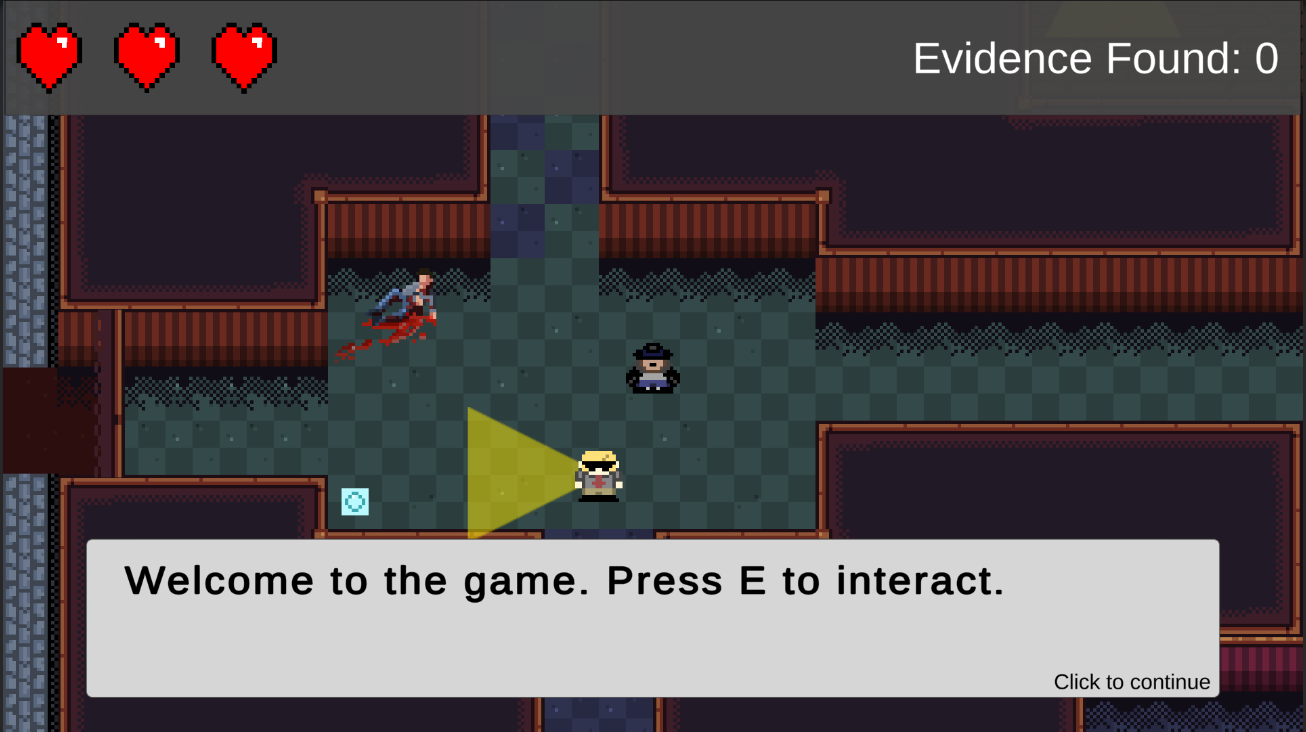 Evidence Found: 0
Welcome to the game. Press E to interact.
Click to continue